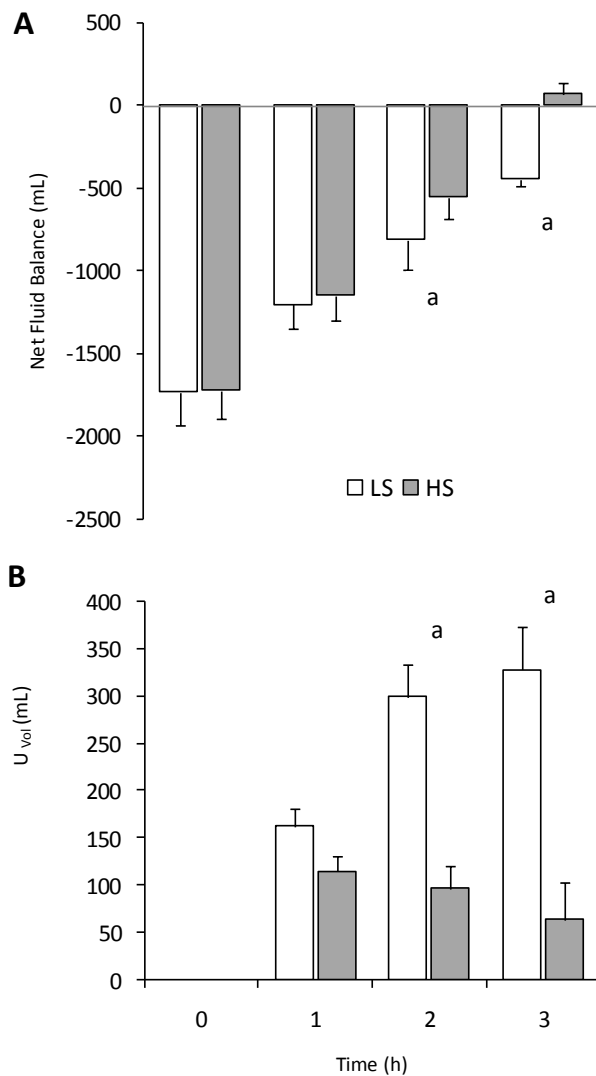 A
500
0
-500
-1000
-1500
-2000
-2500
Net Fluid Balance (mL)
a
a
LS HS
B
400
350
300
250
200
150
100
50
0
U Vol (mL)
a
a
0 1 2 3
Time (h)